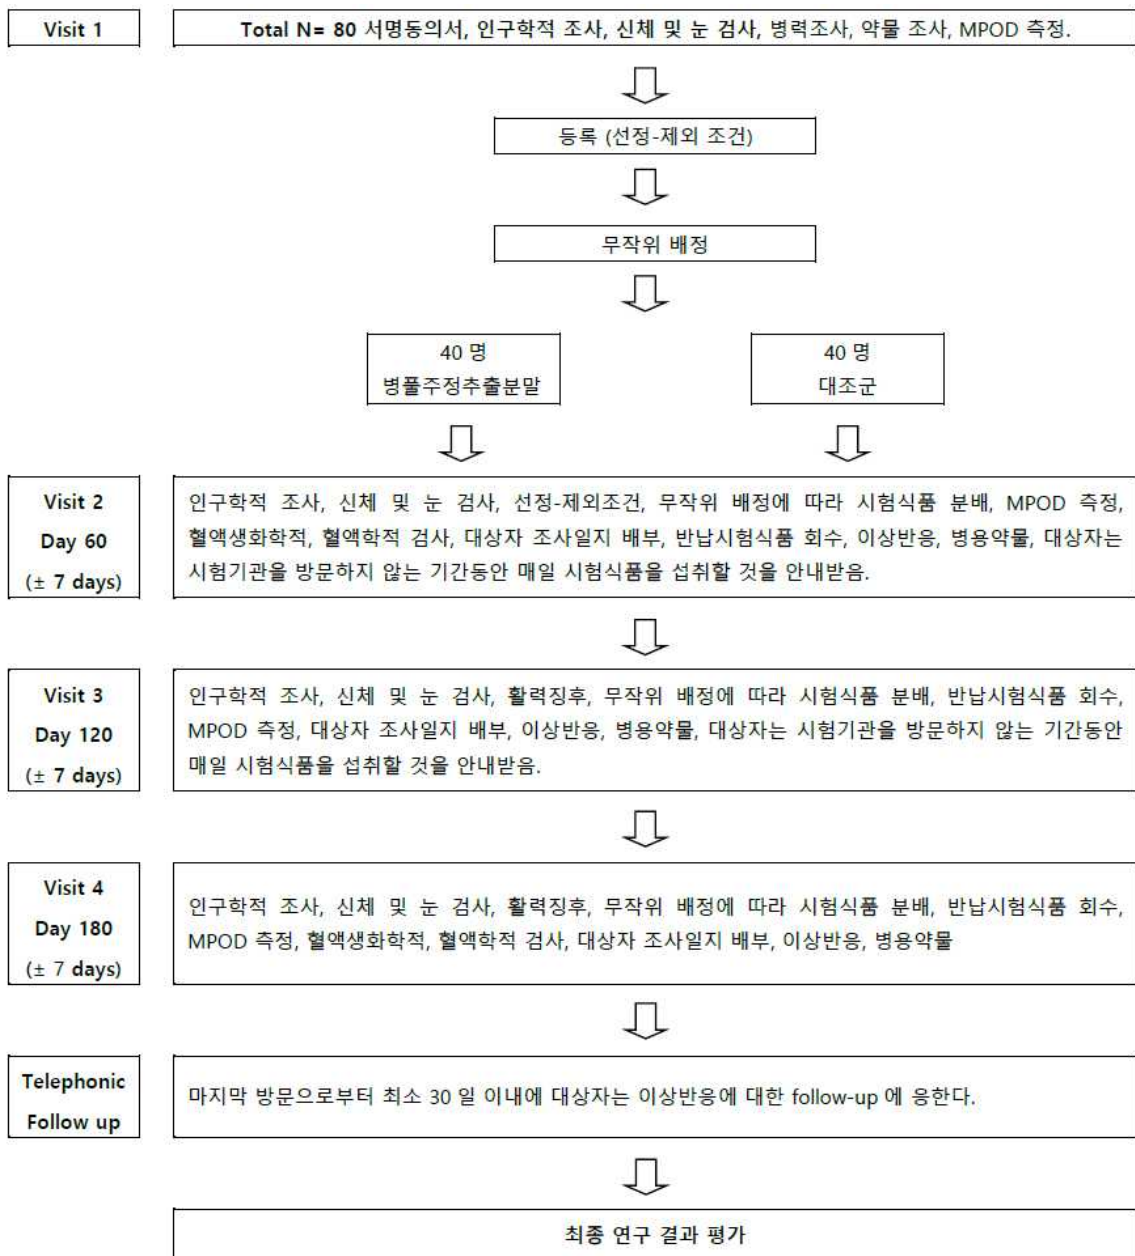 Visit 1
Total N= 80 서명동의서, 인구학적 조사, 신체 및 눈 검사, 병력조사, 약물 조사, MPOD 측정.
등록 (선정-제외 조건)
무작위 배정
40 명
병풀주정추출분말
40 명
대조군
Visit 2
Day 60
(± 7 days)
인구학적 조사, 신체 및 눈 검사, 선정-제외조건, 무작위 배정에 따라 시험식품 분배, MPOD 측정,
혈액생화학적, 혈액학적 검사, 대상자 조사일지 배부, 반납시험식품 회수, 이상반응, 병용약물, 대상자는
시험기관을 방문하지 않는 기간동안 매일 시험식품을 섭취할 것을 안내받음.
Visit 3
Day 120
(± 7 days)
인구학적 조사, 신체 및 눈 검사, 활력징후, 무작위 배정에 따라 시험식품 분배, 반납시험식품 회수,
MPOD 측정, 대상자 조사일지 배부, 이상반응, 병용약물, 대상자는 시험기관을 방문하지 않는 기간동안
매일 시험식품을 섭취할 것을 안내받음.
Visit 4
Day 180
(± 7 days)
인구학적 조사, 신체 및 눈 검사, 활력징후, 무작위 배정에 따라 시험식품 분배, 반납시험식품 회수,
MPOD 측정, 혈액생화학적, 혈액학적 검사, 대상자 조사일지 배부, 이상반응, 병용약물
Telephonic
Follow up
마지막 방문으로부터 최소 30 일 이내에 대상자는 이상반응에 대한 follow-up 에 응한다.
최종 연구 결과 평가